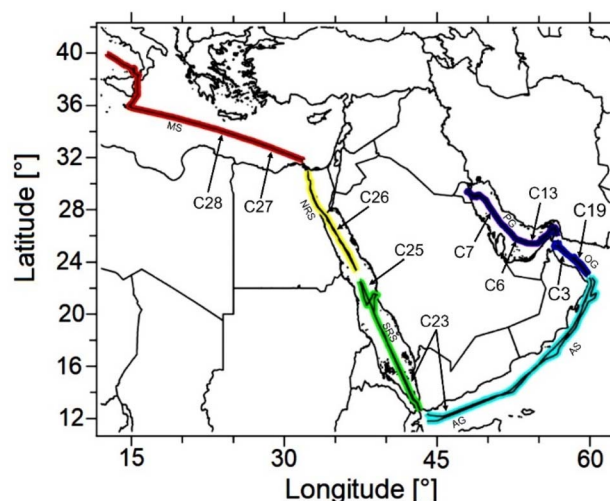 40
36
32
28
24
20
16
12
Latitude [°]
MS
C28
C27
NRS
C26
C25
SRS
C23
AG
AS
PG
C13
C19
C7
C6
C3
OG
15
30
45
60
Longitude [°]